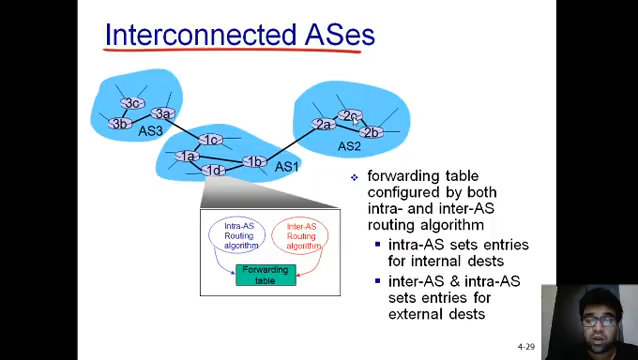 Interconnected ASes
3c
3a
3b
AS3
1c
1a
1d
1b
AS1
2a
2c
2b
AS2
Intra-AS
Routing
algorithm
Inter-AS
Routing
algorithm
Forwarding
table
forwarding table
configured by both
intra- and inter-AS
routing algorithm
intra-AS sets entries
for internal dests
inter-AS & intra-AS
sets entries for
external dests
4-29